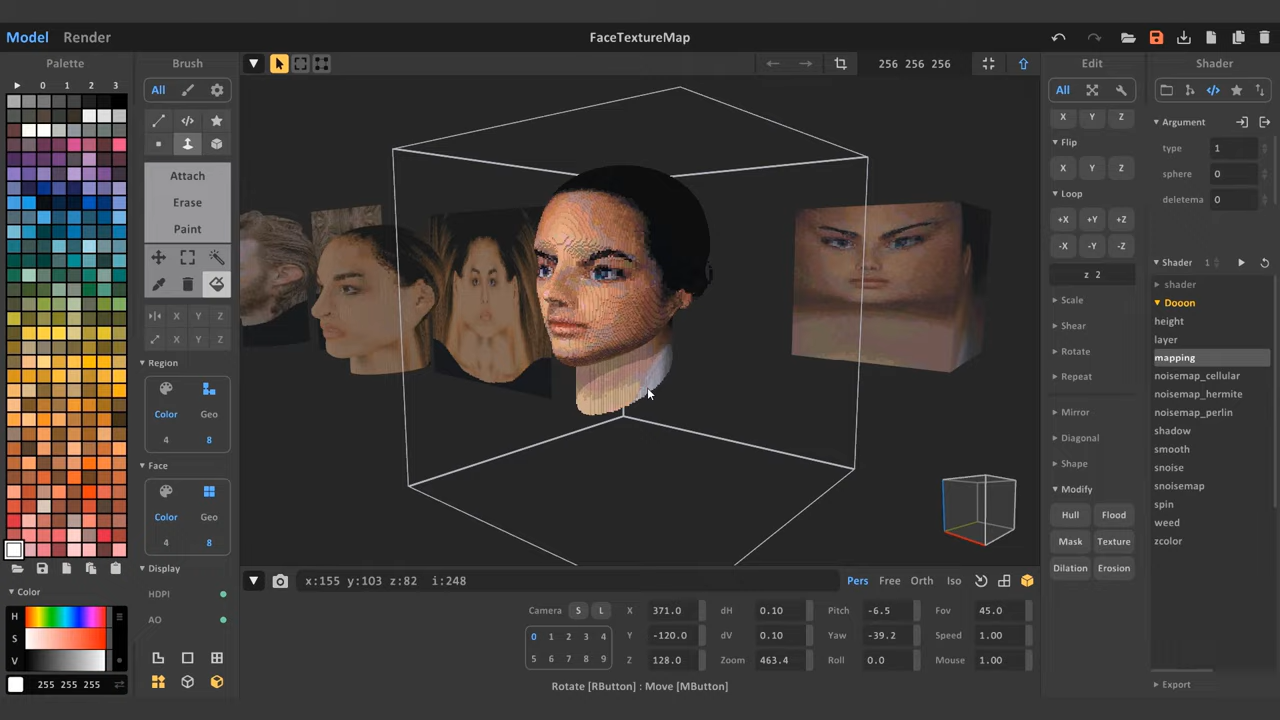 Model Render
FaceTextureMap
Palette
0 1 2 3
Color
H
S
V
255 255 255
Brush
All
Attach
Erase
Paint
X Y Z
X Y Z
Region
Color Geo
4 8
Face
Color Geo
4 8
Display
HDPI
AO
256 256 256
x:155 y:103 z:82 i:248
Pers Free Orth Iso
Camera S L X 371.0 dH 0.10 Pitch -6.5 Fov 45.0
0 1 2 3 4 Y -120.0 dV 0.10 Yaw -39.2 Speed 1.00
5 6 7 8 9 Z 128.0 Zoom 463.4 Roll 0.0 Mouse 1.00
Rotate [RButton] : Move [MButton]
Edit
All
X Y Z
Flip
X Y Z
Loop
+X +Y +Z
-X -Y -Z
z 2
Scale
Shear
Rotate
Repeat
Mirror
Diagonal
Shape
Modify
Hull Flood
Mask Texture
Dilation Erosion
Shader
Argument
type 1
sphere 0
deletema 0
Shader 1
shader
Dooon
height
layer
mapping
noisemap_cellular
noisemap_hermite
noisemap_perlin
shadow
smooth
snoise
snoisemap
spin
weed
zcolor
Export